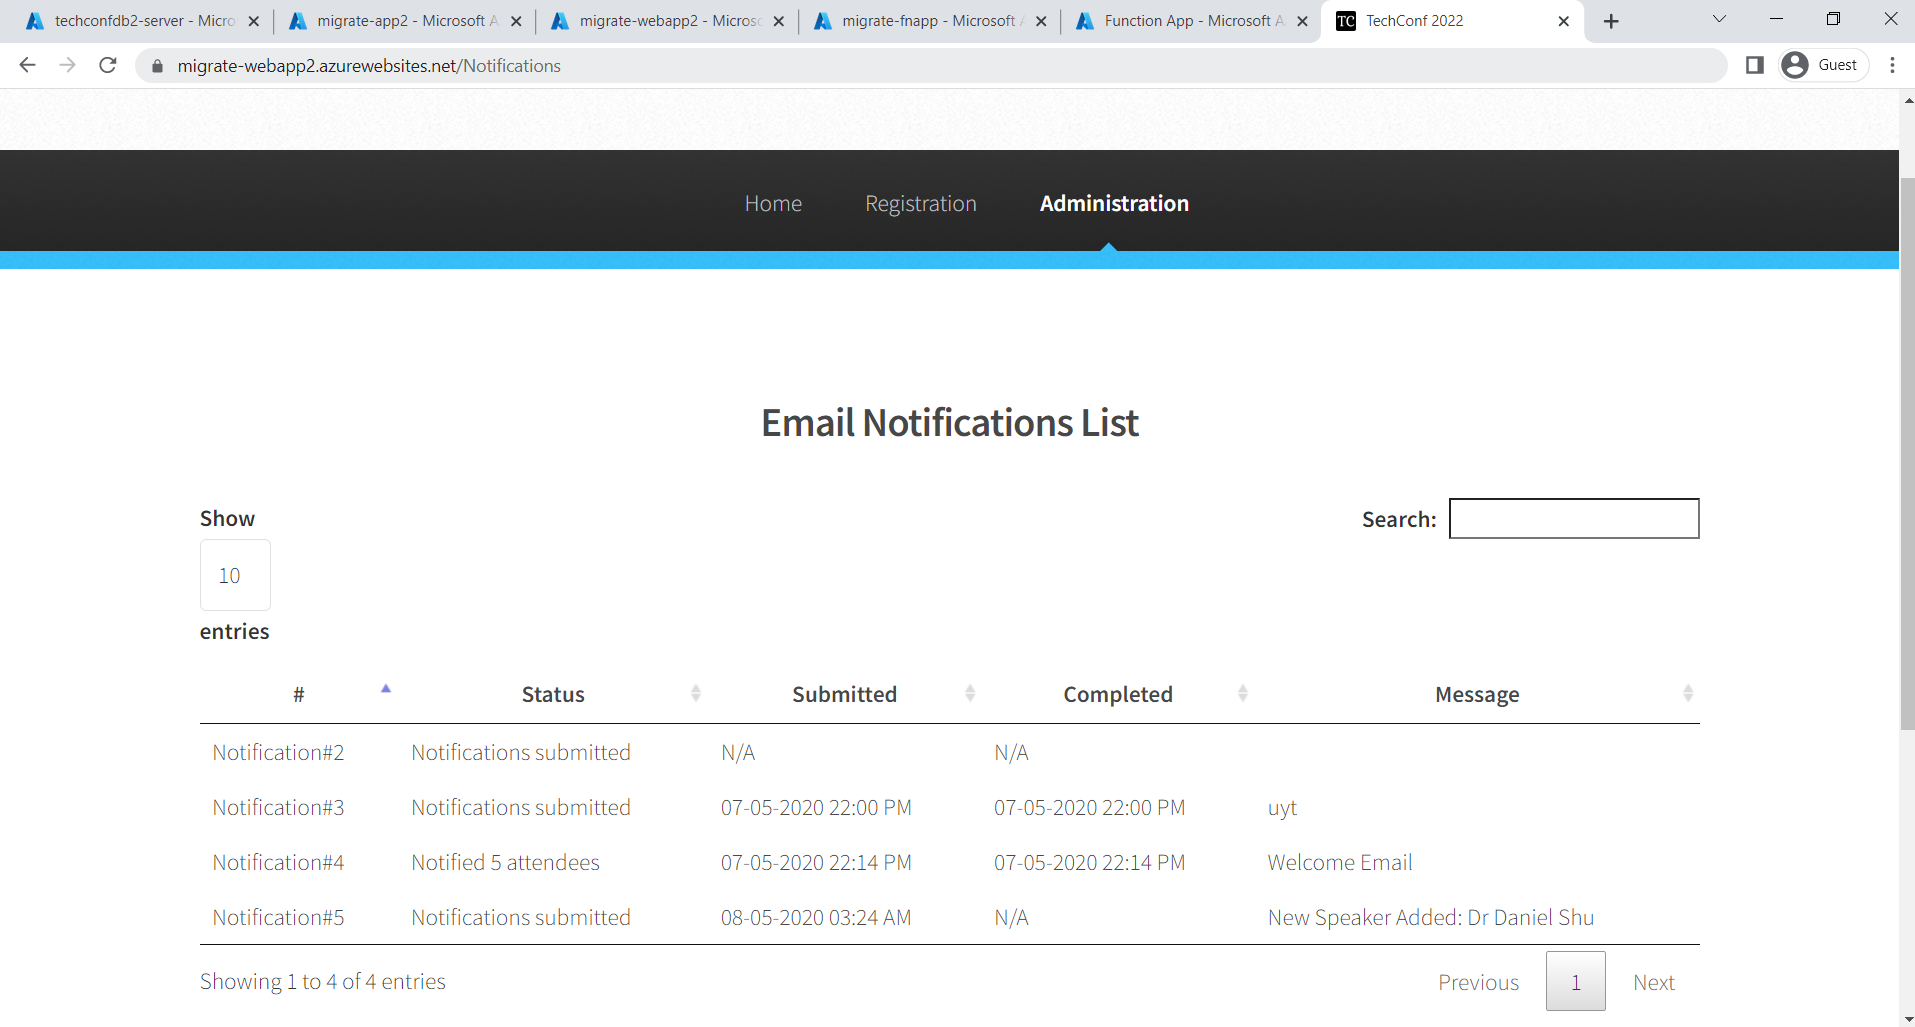 techconfdb2-server - Micro
migrate-app2 - Microsoft A
migrate-webapp2 - Microsc
migrate-fnapp - Microsoft A
Function App - Microsoft A
TC TechConf 2022
migrate-webapp2.azurewebsites.net/Notifications
Guest
Home Registration Administration
Email Notifications List
Show
10
entries
Search:
# Status Submitted Completed Message
Notification#2 Notifications submitted N/A N/A
Notification#3 Notifications submitted 07-05-2020 22:00 PM 07-05-2020 22:00 PM uyt
Notification#4 Notified 5 attendees 07-05-2020 22:14 PM 07-05-2020 22:14 PM Welcome Email
Notification#5 Notifications submitted 08-05-2020 03:24 AM N/A New Speaker Added: Dr Daniel Shu
Showing 1 to 4 of 4 entries
Previous 1 Next